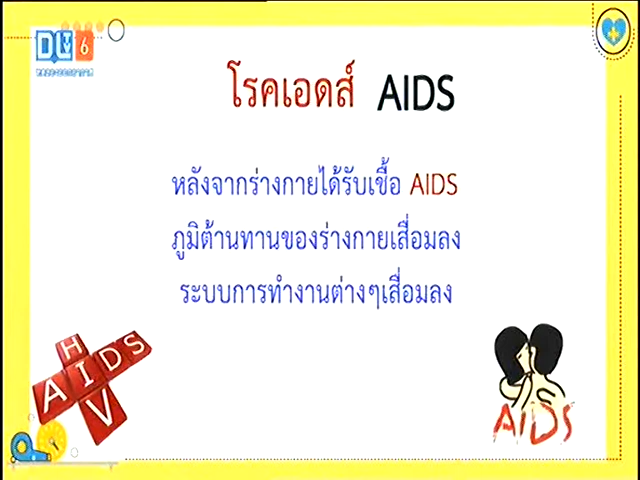 DL 6
โรคเอดส์ AIDS
หลังจากร่างกายได้รับเชื้อ AIDS
ภูมิต้านทานของร่างกายเสื่อมลง
ระบบการทำงานต่างๆเสื่อมลง
HIV
AIDS
AIDS